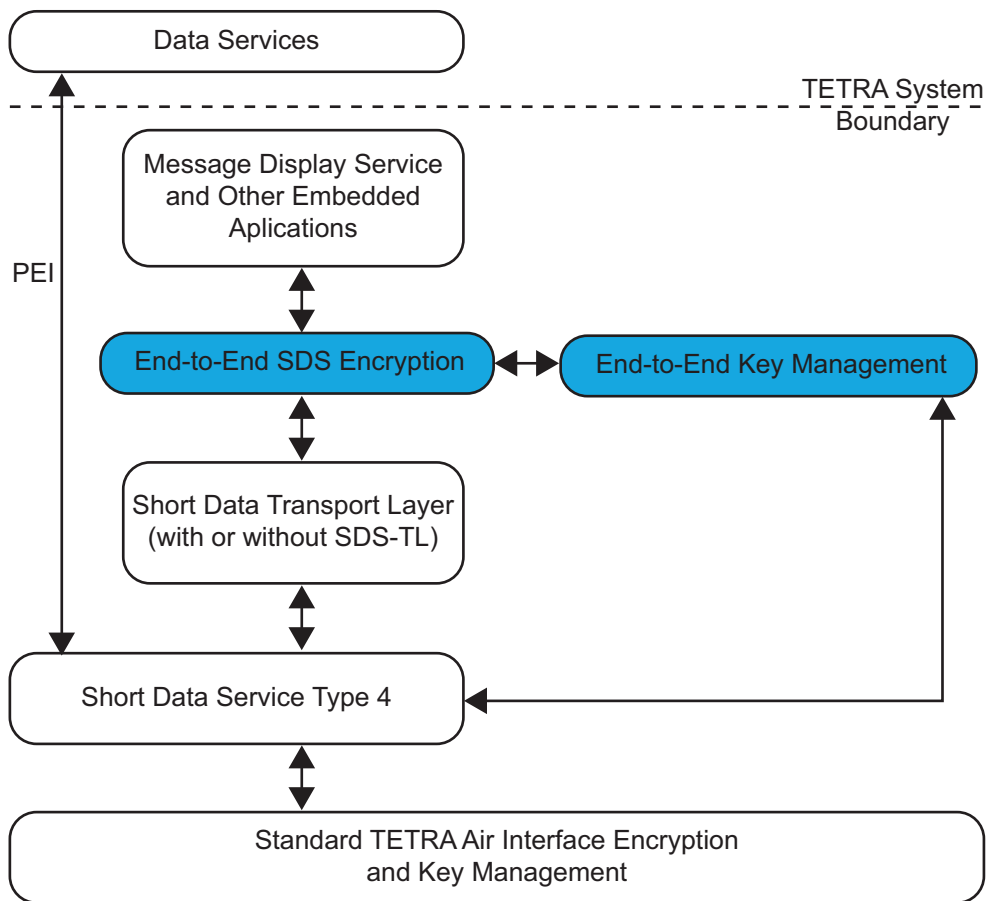 Data Services
TETRA System
Boundary
Message Display Service
and Other Embedded
Aplications
PEI
End-to-End SDS Encryption
End-to-End Key Management
Short Data Transport Layer
(with or without SDS-TL)
Short Data Service Type 4
Standard TETRA Air Interface Encryption
and Key Management